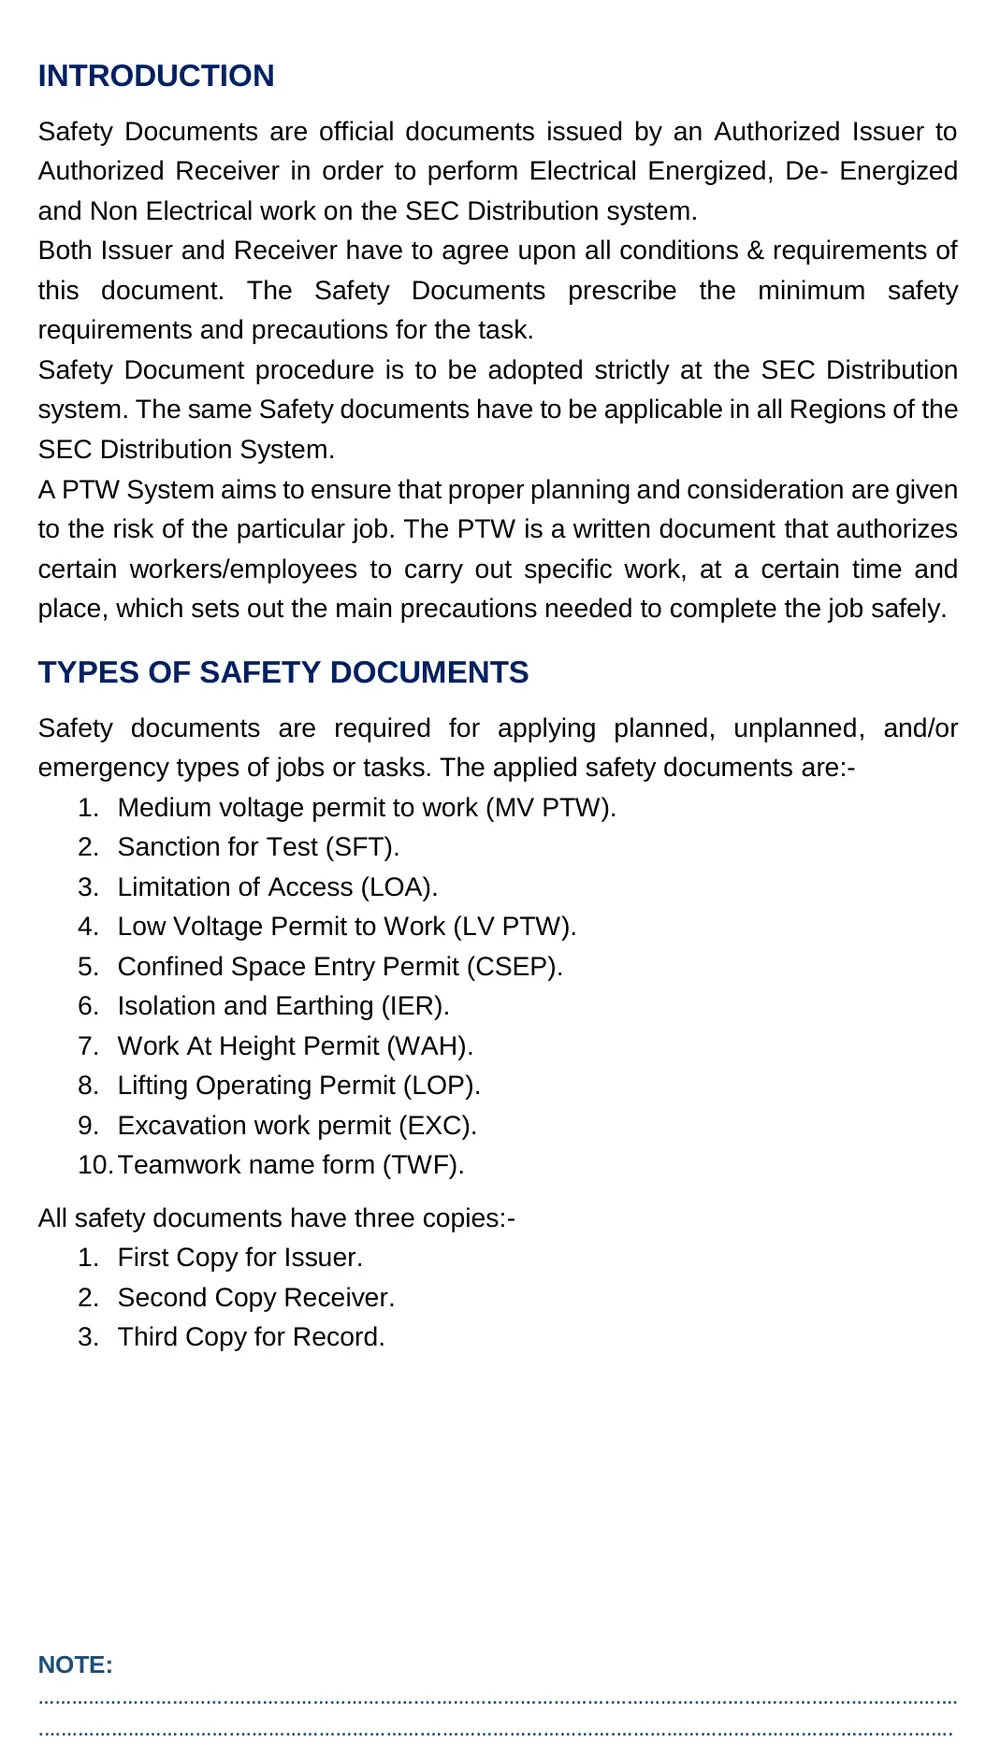 INTRODUCTION
Safety Documents are official documents issued by an Authorized Issuer to
Authorized Receiver in order to perform Electrical Energized, De- Energized
and Non Electrical work on the SEC Distribution system.
Both Issuer and Receiver have to agree upon all conditions & requirements of
this document. The Safety Documents prescribe the minimum safety
requirements and precautions for the task.
Safety Document procedure is to be adopted strictly at the SEC Distribution
system. The same Safety documents have to be applicable in all Regions of the
SEC Distribution System.
A PTW System aims to ensure that proper planning and consideration are given
to the risk of the particular job. The PTW is a written document that authorizes
certain workers/employees to carry out specific work, at a certain time and
place, which sets out the main precautions needed to complete the job safely.
TYPES OF SAFETY DOCUMENTS
Safety documents are required for applying planned, unplanned, and/or
emergency types of jobs or tasks. The applied safety documents are:-
1. Medium voltage permit to work (MV PTW).
2. Sanction for Test (SFT).
3. Limitation of Access (LOA).
4. Low Voltage Permit to Work (LV PTW).
5. Confined Space Entry Permit (CSEP).
6. Isolation and Earthing (IER).
7. Work At Height Permit (WAH).
8. Lifting Operating Permit (LOP).
9. Excavation work permit (EXC).
10. Teamwork name form (TWF).
All safety documents have three copies:-
1. First Copy for Issuer.
2. Second Copy Receiver.
3. Third Copy for Record.
NOTE: